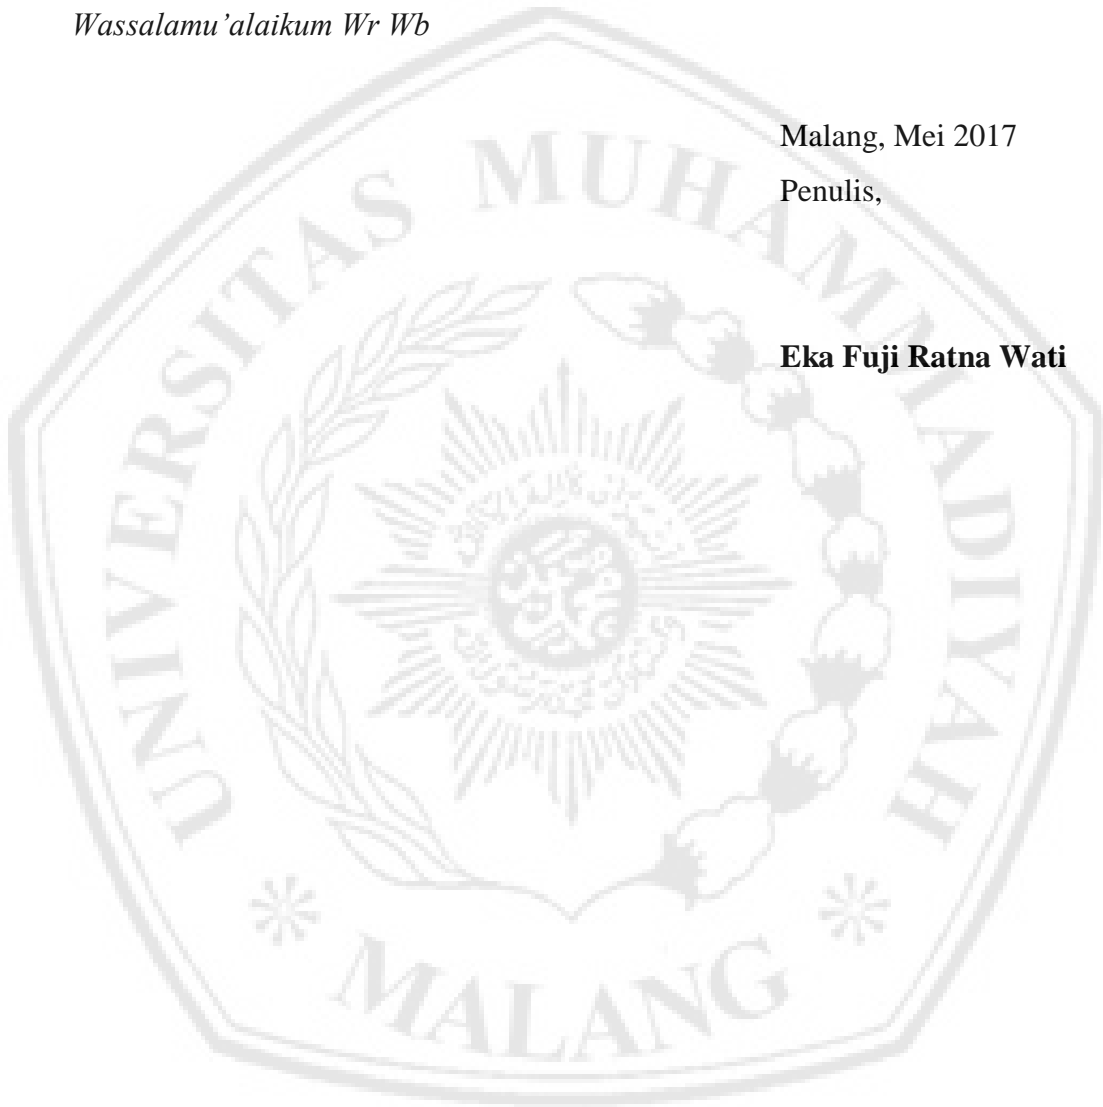 Wassalamu’alaikum Wr Wb
Malang, Mei 2017
Penulis,
Eka Fuji Ratna Wati
UNIVERSITAS MUHAMMADIYAH
MALANG